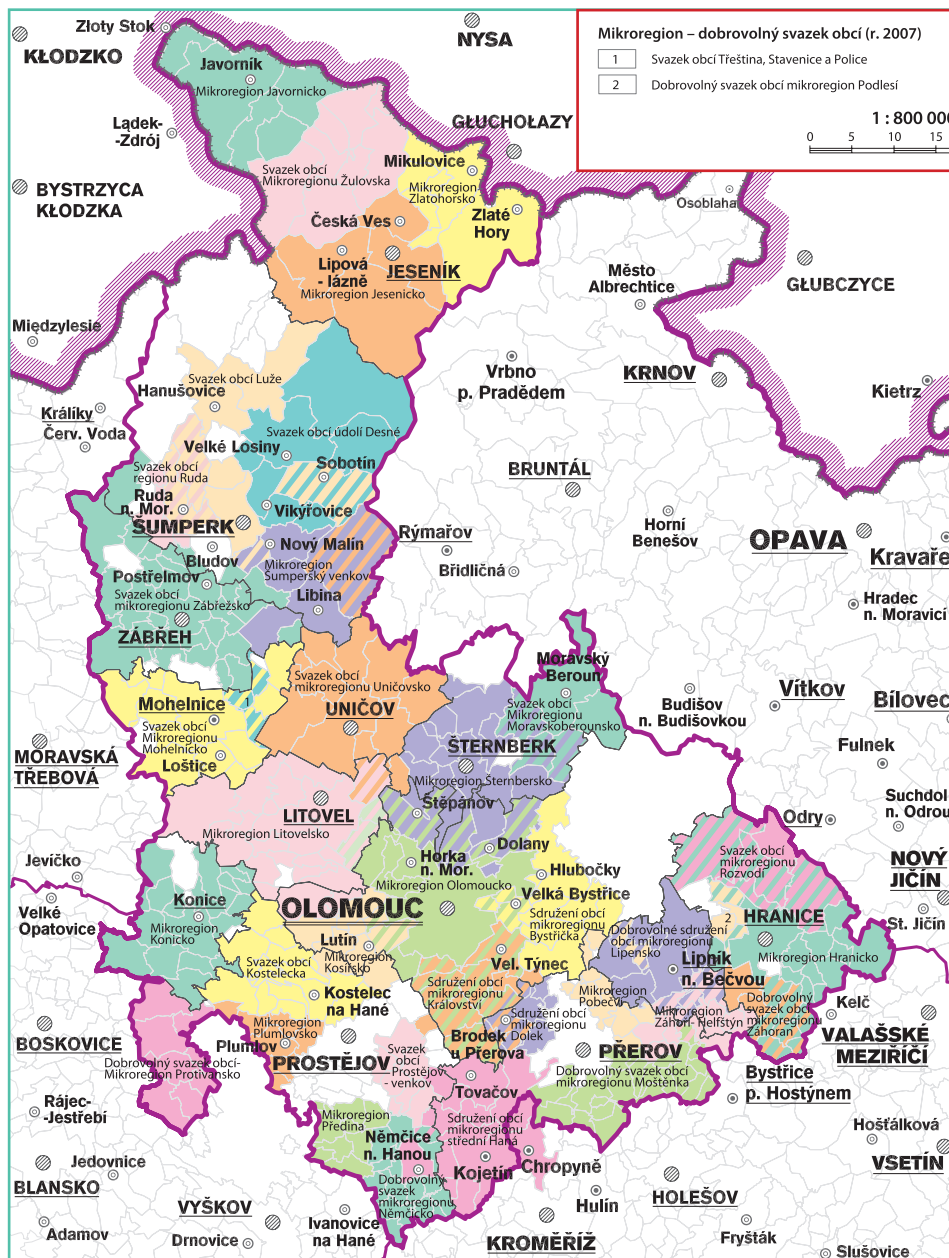 Mikroregion – dobrovolný svazek obcí (r. 2007)
1 Svazek obcí Třeština, Stavenice a Police
2 Dobrovolný svazek obcí mikroregion Podlesí
1 : 800 000
0 5 10 15
Złoty Stok
KŁODZKO
NYSA
Javorník
Mikroregion Javornicko
Lądek-
-Zdrój
GŁUCHOŁAZY
Mikulovice
Svazek obcí
Mikroregionu Žulovska
Mikroregion
Zlatohorsko
BYSTRZYCA
KŁODZKA
Osoblaha
Česká Ves
Zlaté
Hory
Lipová
- lázně
JESENÍK
Mikroregion Jesenicko
Město
Albrechtice
GŁUBCZYCE
Międzylesie
Vrbno
p. Pradědem
KRNOV
Kietrz
Svazek obcí Luže
Hanušovice
Králíky
Červ. Voda
Svazek obcí údolí Desné
Velké Losiny
Sobotín
Svazek obcí
regionu Ruda
BRUNTÁL
Ruda
n. Mor.
Vikýřovice
ŠUMPERK
Rýmařov
Horní
Benešov
OPAVA
Nový Malín
Kravaře
Bludov
Mikroregion
Šumperský venkov
Břidličná
Postřelmov
Svazek obcí
mikroregionu Zábřežsko
Libina
Hradec
n. Moravicí
ZÁBŘEH
Moravský
Beroun
Svazek obcí
mikroregionu Uničovsko
Vítkov
Bílovec
Mohelnice
1
Svazek obcí
Mikroregionu
Moravskoberounsko
Budišov
n. Budišovkou
UNIČOV
Svazek obcí
Mikroregionu
Mohelnicko
ŠTERNBERK
Fulnek
MORAVSKÁ
TŘEBOVÁ
Loštice
Mikroregion Šternbersko
Suchdol
n. Odrou
LITOVEL
Štěpánov
Odry
Mikroregion Litovelsko
Dolany
Jevíčko
Horka
n. Mor.
Svazek obcí
mikroregionu
Rozvodí
NOVÝ
JIČÍN
Hlubočky
Mikroregion Olomoucko
Velká Bystřice
Konice
OLOMOUC
2
HRANICE
St. Jičín
Velké
Opatovice
Mikroregion
Konicko
Sdružení obcí
mikroregionu
Bystřička
Dobrovolné sdružení
obcí mikroregionu
Lipensko
Lutín
Mikroregion
Kosířsko
Mikroregion Hranicko
Vel. Týnec
Lipník
n. Bečvou
Svazek obcí
Kostelecka
Sdružení obcí
mikroregionu
Království
Mikroregion
Pobečví
Kostelec
na Hané
Dobrovolný
svazek obcí
mikroregionu
Záhoran
Kelč
Mikroregion
Záhoří- Helfštýn
Mikroregion
Plumlovsko
Sdružení obcí
mikroregionu
Dolek
BOSKOVICE
Plumlov
PROSTĚJOV
Brodek
u Přerova
PŘEROV
VALAŠSKÉ
MEZIŘÍČÍ
Dobrovolný svazek obcí-
Mikroregion Protivansko
Svazek
obcí
Prostějov
- venkov
Dobrovolný svazek obcí
mikroregionu Moštěnka
Bystřice
p. Hostýnem
Tovačov
Rájec-
-Jestřebí
Mikroregion
Předina
Sdružení obcí
mikroregionu
střední Haná
Hošťálková
Němčice
n. Hanou
Jedovnice
Kojetín
Chropyně
VSETÍN
BLANSKO
Dobrovolný
svazek
mikroregionu
Němčicko
HOLEŠOV
VYŠKOV
Hulín
Ivanovice
na Hané
Adamov
Drnovice
KROMĚŘÍŽ
Fryšták
Slušovice